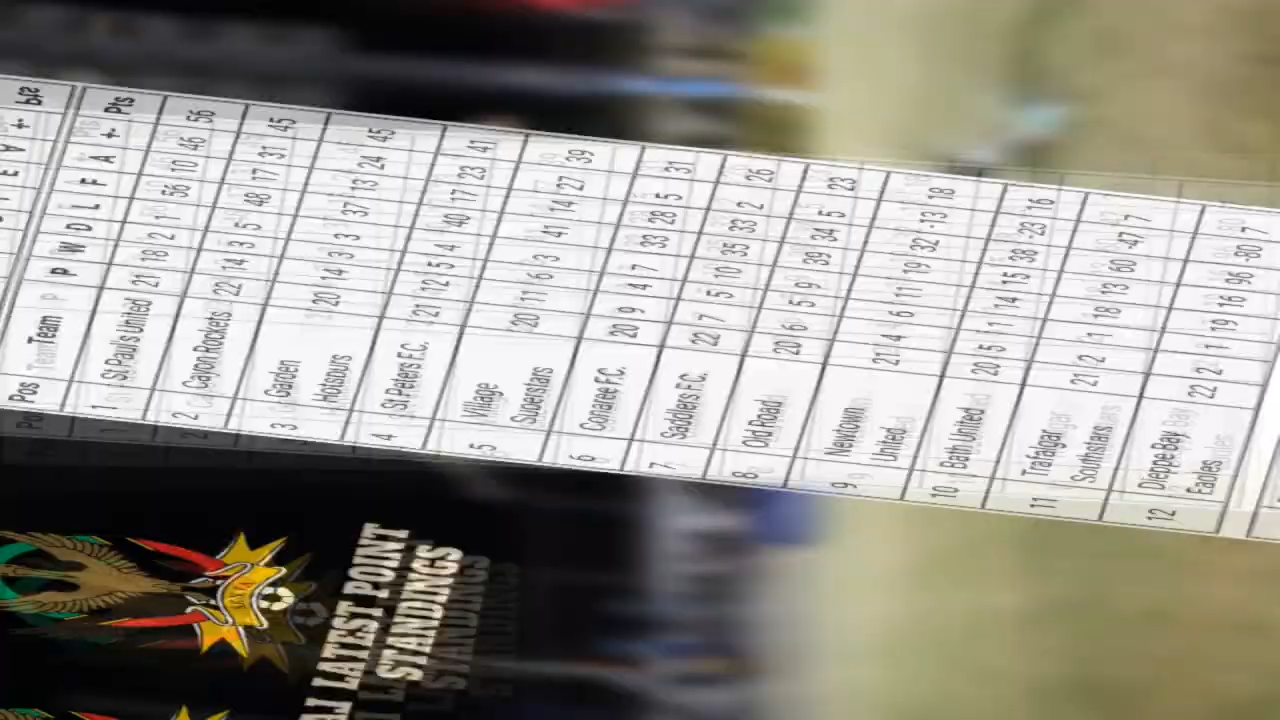 Pos Team P W D L F A +- Pts
1 St.Paul's United 21 18 2 1 56 10 46 56
2 Cayon Rockets 22 14 3 5 48 17 31 45
3 Garden
Hotspurs 20 14 3 3 37 13 24 45
4 St.Peters F.C. 21 12 5 4 40 17 23 41
5 Village
Superstars 20 11 6 3 41 14 27 39
6 Conaree F.C. 20 9 4 7 33 28 5 31
7 Saddlers F.C. 22 7 5 10 35 33 2 26
8 Old Road 20 6 5 9 39 34 5 23
9 Newtown
United 21 4 6 11 19 32 -13 18
10 Bath United 20 5 1 14 15 38 -23 16
11 Trafalgar
Southstars 21 2 1 18 13 60 -47 7
12 Dieppe Bay
Eagles 22 2 1 19 16 96 -80 7
LATEST POINT
STANDINGS